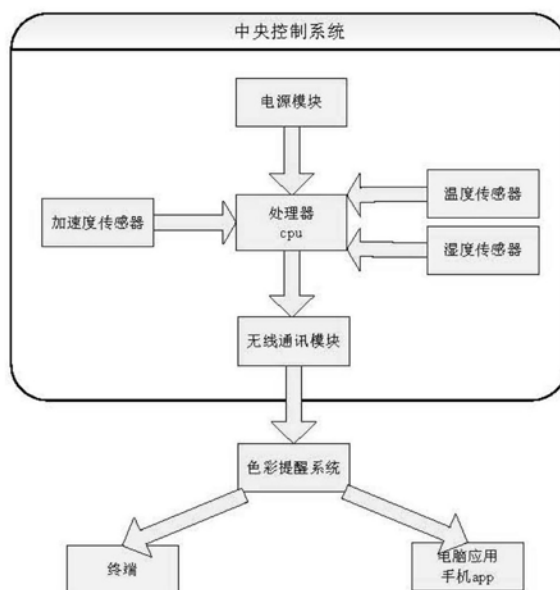 中央控制系统
电源模块
加速度传感器
处理器
cpu
温度传感器
湿度传感器
无线通讯模块
色彩提醒系统
终端
电脑应用
手机app